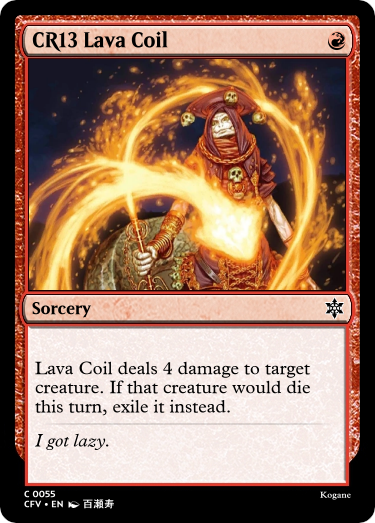 CR13 Lava Coil
Sorcery
Lava Coil deals 4 damage to target
creature. If that creature would die
this turn, exile it instead.
I got lazy.
C 0055
Kogane
CFV • EN 百瀬寿